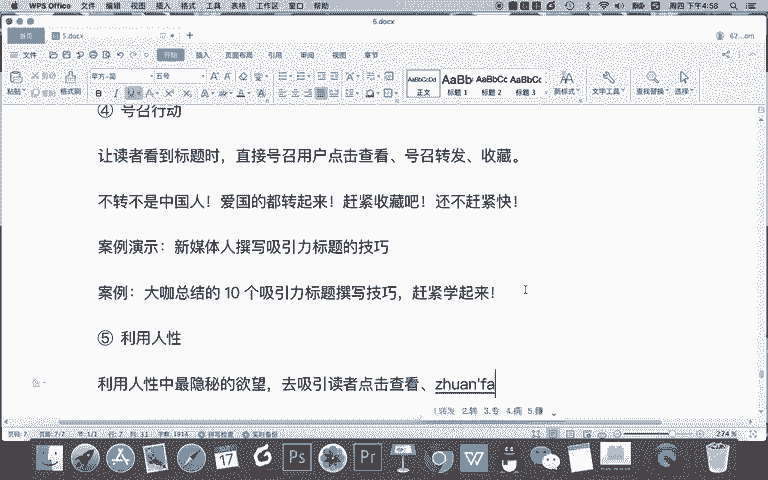 WPS Office 文件 编辑 视图 插入 格式 工具 表格 工作区 窗口 帮助
周四 下午4:58
5.docx
首页 5.docx
文件 开始 插入 页面布局 引用 审阅 视图 章节
粘贴 剪切 复制 格式刷 五号
AaBbCcDd AaBb AaBbCc AaBbCc
正文 标题 1 标题 2 标题 3 新样式 文字工具 查找替换 选择
④ 号召行动
让读者看到标题时，直接号召用户点击查看、号召转发、收藏。
不转不是中国人！爱国的都转起来！赶紧收藏吧！还不赶紧快！
案例演示：新媒体人撰写吸引力标题的技巧
案例：大咖总结的 10 个吸引力标题撰写技巧，赶紧学起来！
⑤ 利用人性
利用人性中最隐秘的欲望，去吸引读者点击查看、zhuan'fa
1.转发 2.转 3.专
274 %
17 Ps Pr